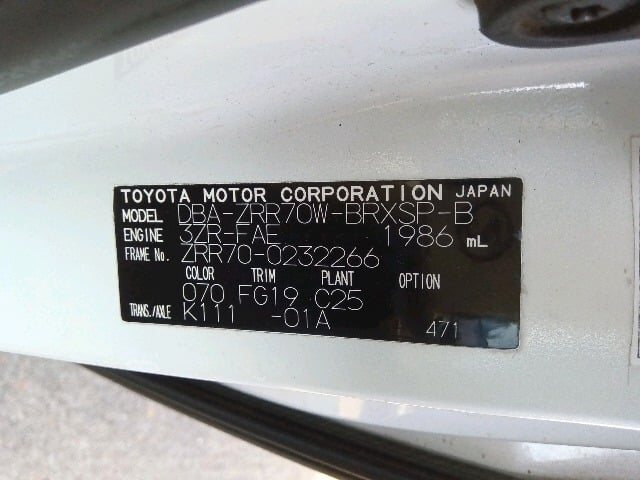 TOYOTA MOTOR CORPORATION JAPAN
MODEL DBA-ZRR70W-BRXSP-B
ENGINE 3ZR-FAE 1986 mL
FRAME No. ZRR70-0232266
COLOR TRIM PLANT OPTION
070 FG19 C25
TRANS./AXLE K111 -01A
471